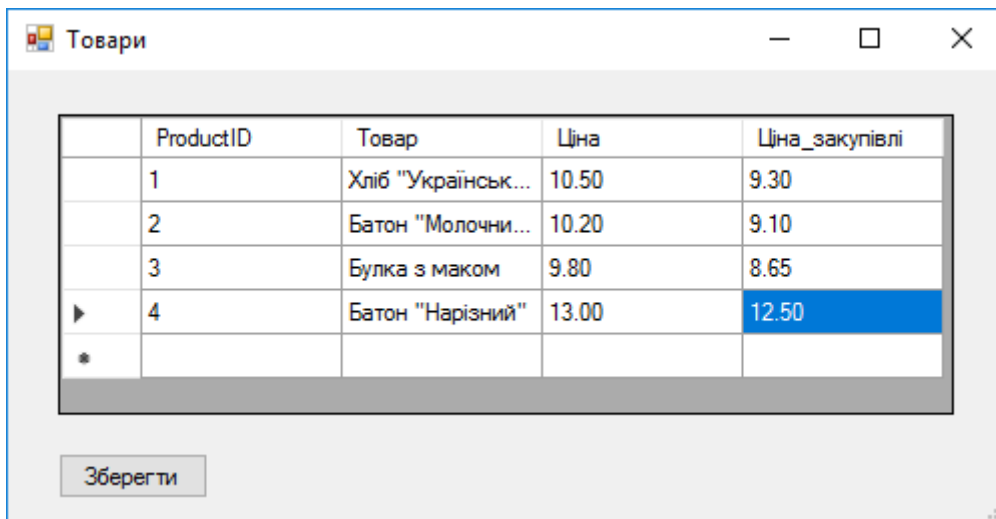 Товари
ProductID Товар Ціна Ціна_закупівлі
1 Хліб "Українськ... 10.50 9.30
2 Батон "Молочни... 10.20 9.10
3 Булка з маком 9.80 8.65
4 Батон "Нарізний" 13.00 12.50
Зберегти